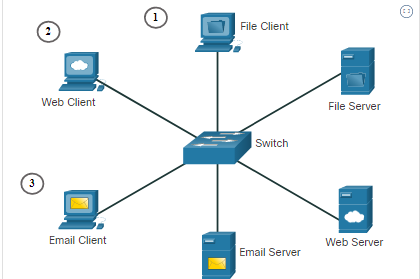 1
File Client
2
Web Client
File Server
Switch
3
Email Client
Email Server
Web Server